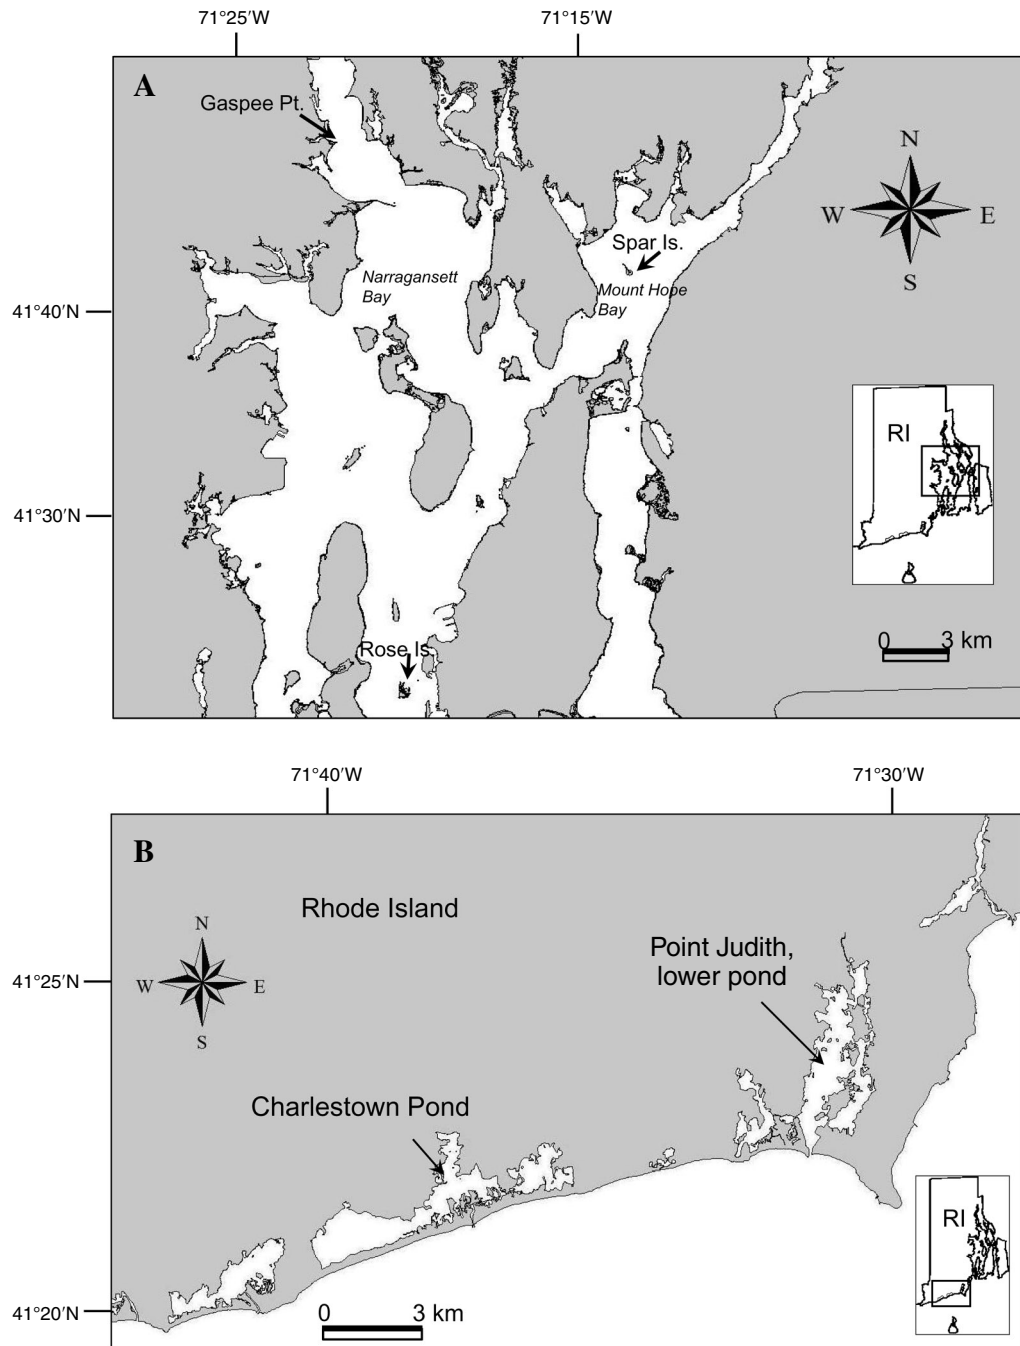 71°25′W
71°15′W
A
Gaspee Pt.
N
W
E
S
Spar Is.
Narragansett
Bay
Mount Hope
Bay
41°40′N
RI
41°30′N
0 3 km
Rose Is.
71°40′W
71°30′W
B
Rhode Island
N
W
E
S
Point Judith,
lower pond
41°25′N
Charlestown Pond
RI
41°20′N
0 3 km